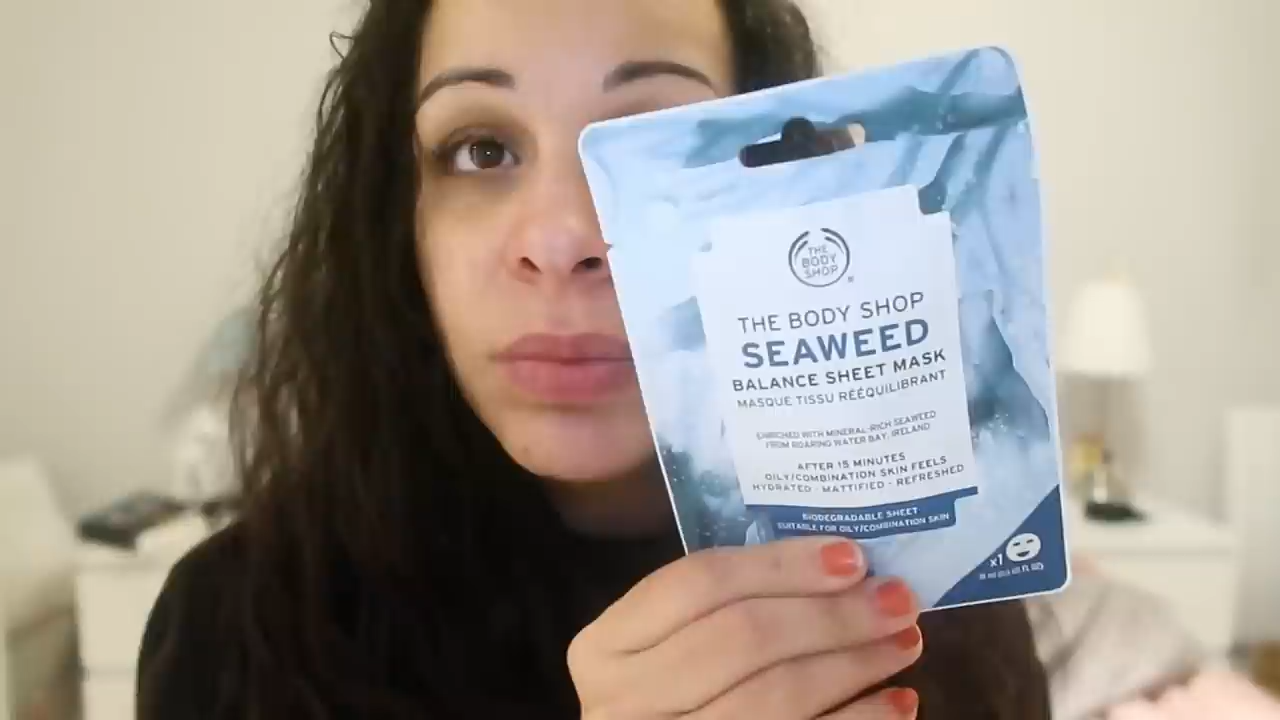 THE
BODY
SHOP
THE BODY SHOP
SEAWEED
BALANCE SHEET MASK
MASQUE TISSU RÉÉQUILIBRANT
ENRICHED WITH MINERAL-RICH SEAWEED
FROM ROARING WATER BAY, IRELAND
AFTER 15 MINUTES
OILY/COMBINATION SKIN FEELS
HYDRATED - MATTIFIED - REFRESHED
BIODEGRADABLE SHEET
SUITABLE FOR OILY/COMBINATION SKIN
x1